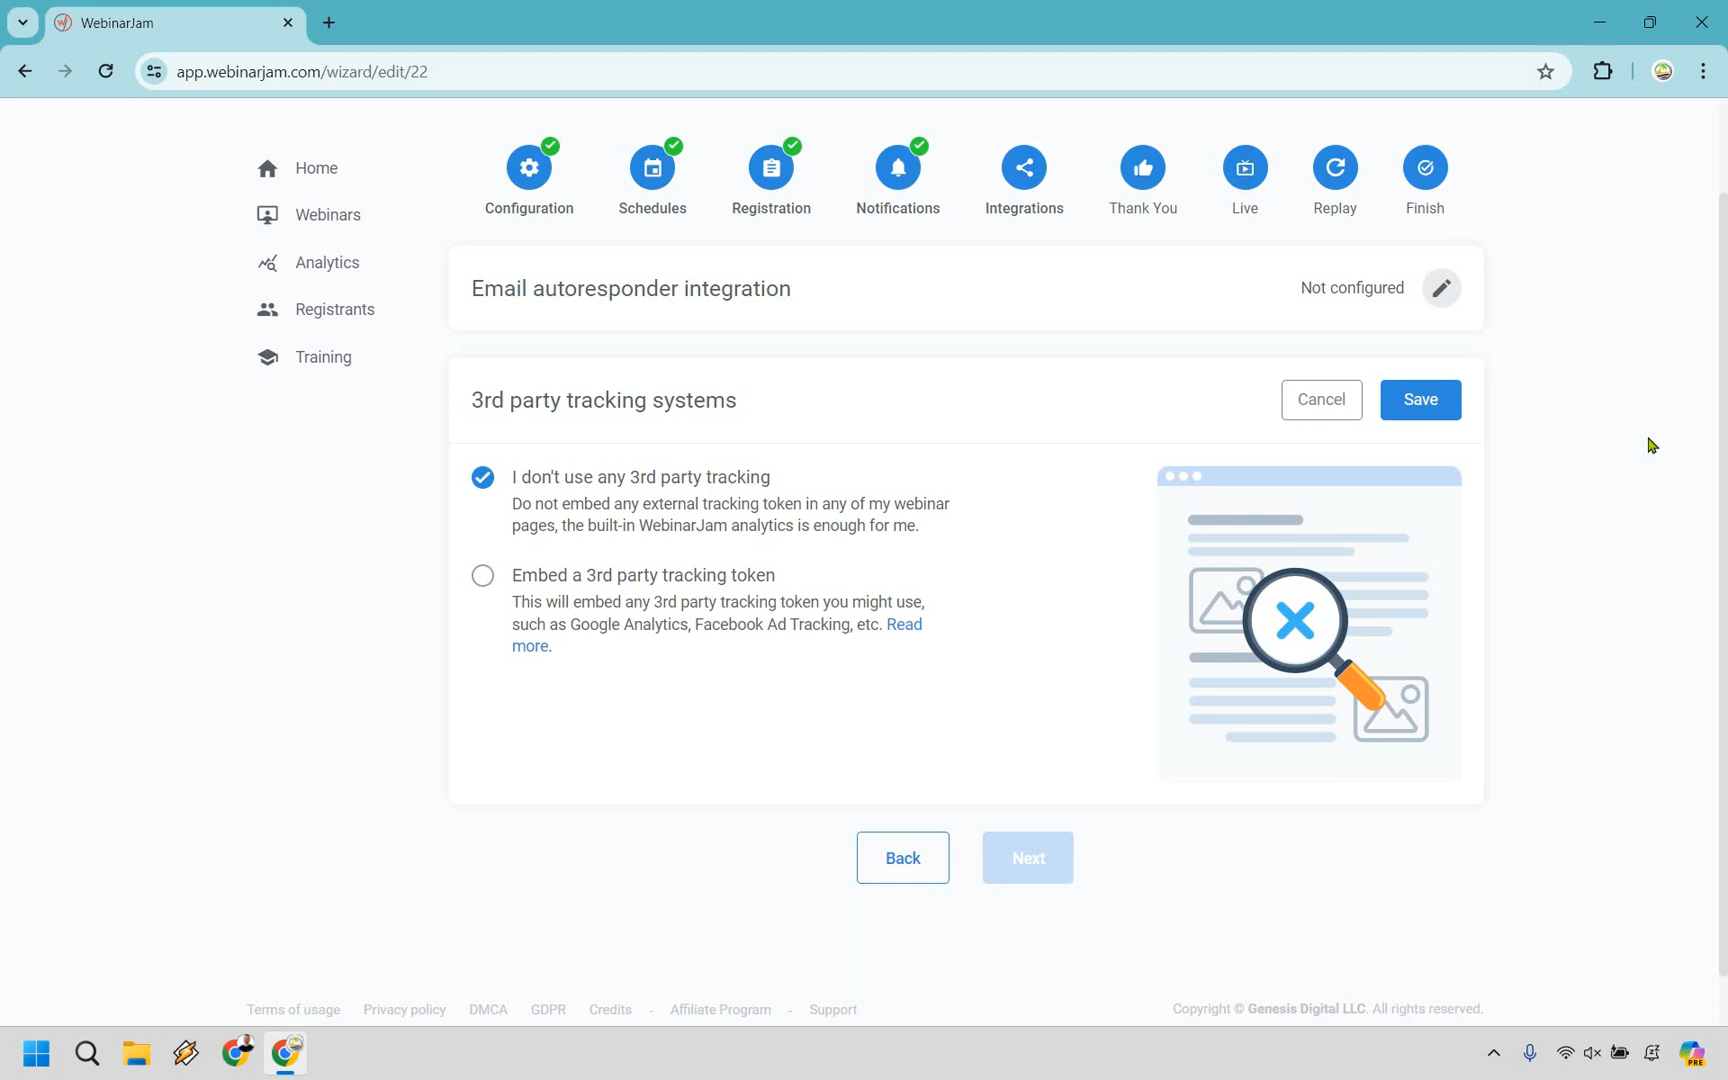 WebinarJam
app.webinarjam.com/wizard/edit/22
Home
Webinars
Analytics
Registrants
Training
Configuration
Schedules
Registration
Notifications
Integrations
Thank You
Live
Replay
Finish
Email autoresponder integration
Not configured
3rd party tracking systems
Cancel
Save
I don't use any 3rd party tracking
Do not embed any external tracking token in any of my webinar
pages, the built-in WebinarJam analytics is enough for me.
Embed a 3rd party tracking token
This will embed any 3rd party tracking token you might use,
such as Google Analytics, Facebook Ad Tracking, etc. Read
more.
Back
Next
Terms of usage
Privacy policy
DMCA
GDPR
Credits
-
Affiliate Program
-
Support
Copyright © Genesis Digital LLC. All rights reserved.
PRE